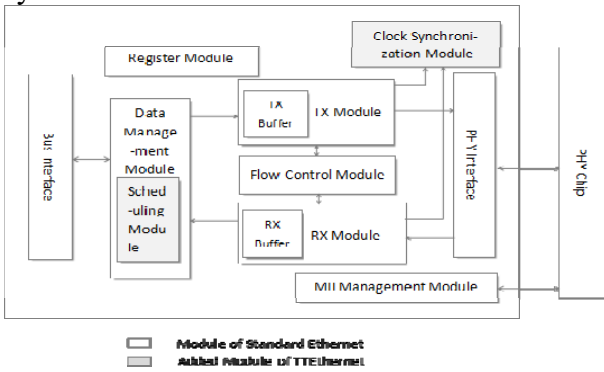 Clock Synchroni-
zation Module
Register Module
Bus Interface
Data
Manage
-ment
Module
Sched
-uling
Modu
le
TX
Buffer
TX Module
Flow Control Module
RX
Buffer
RX Module
PHY Interface
PHY Chip
MII Management Module
Module of Standard Ethernet
Added Module of TTEthernet